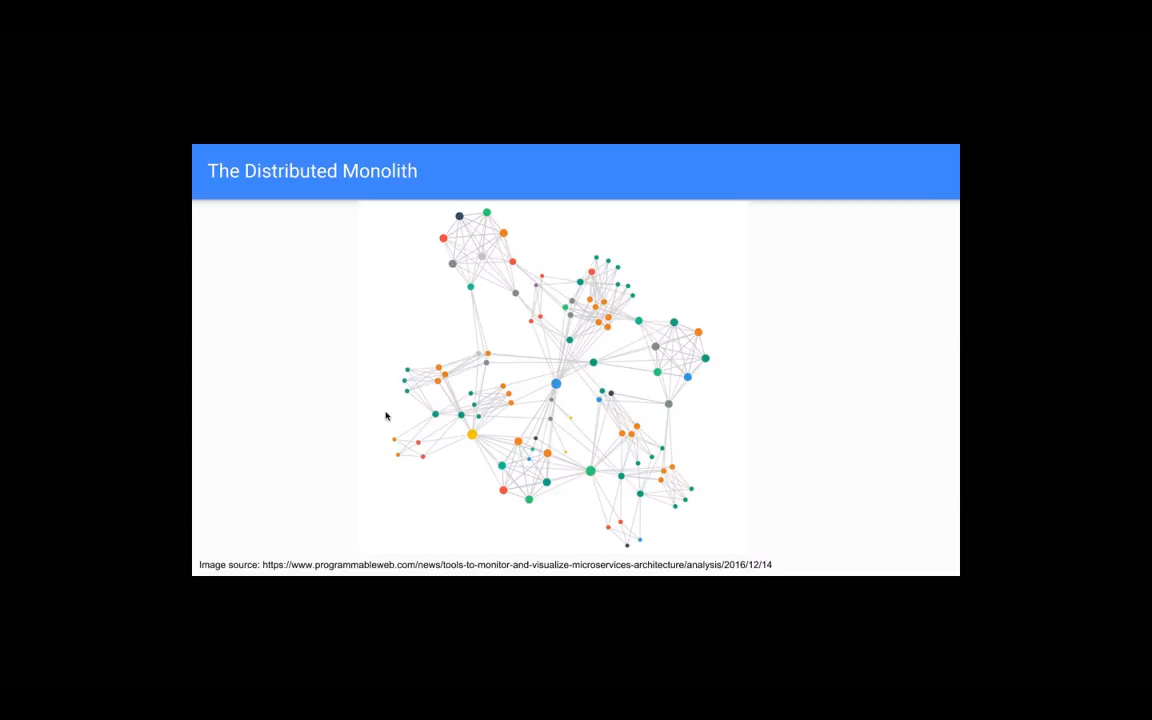 The Distributed Monolith
Image source: https://www.programmableweb.com/news/tools-to-monitor-and-visualize-microservices-architecture/analysis/2016/12/14